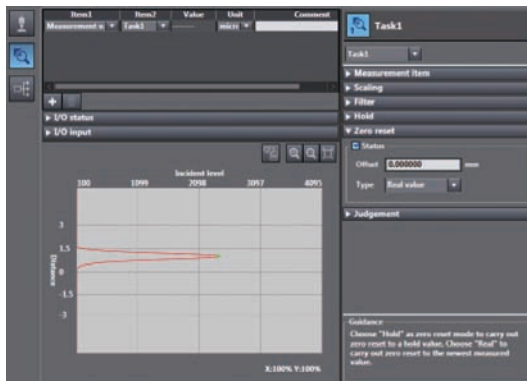 Item1 Item2 Value Unit Comment
Measurement n Task1 ------ micr
+
I/O status
I/O input
Incident level
100 1099 2098 3097 4095
Distance
3
1.5
0
-1.5
-3
X:100% Y:100%
Task1
Task1
Measurement item
Scaling
Filter
Hold
Zero reset
Status
Offset 0.000000 mm
Type Real value
Judgement
Guidance
Choose "Hold" as zero reset mode to carry out
zero reset to a hold value, Choose "Real" to
carry out zero reset to the newest measured
value.